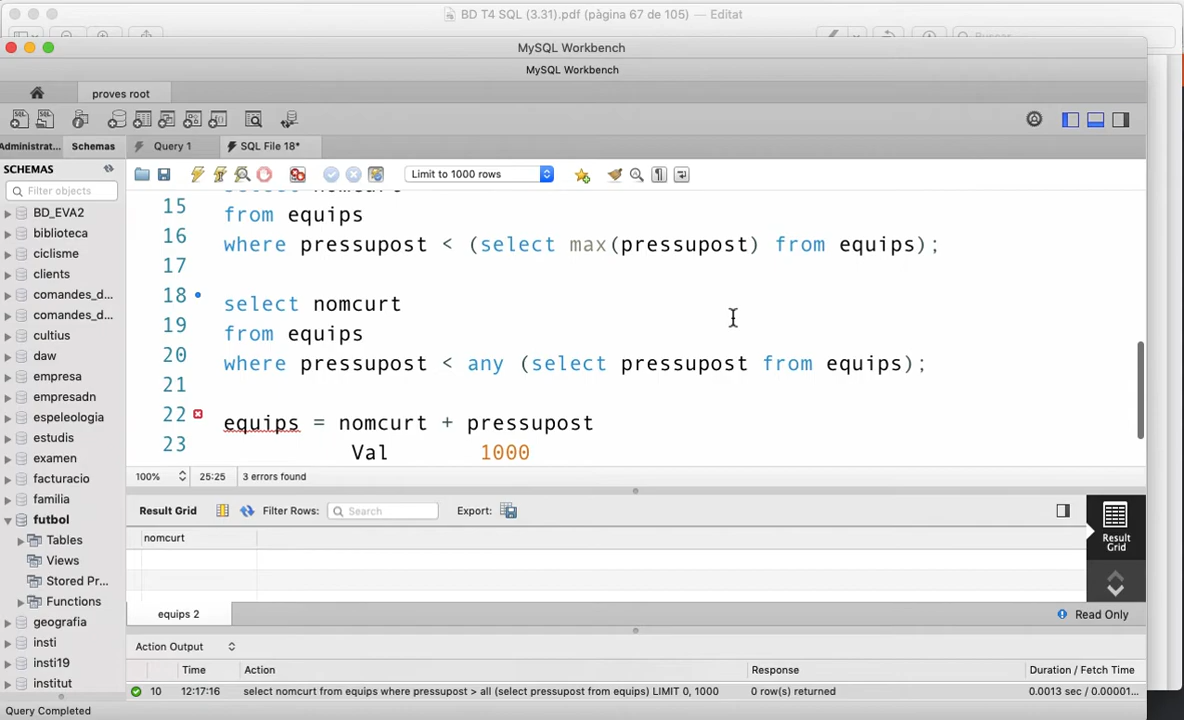 BD T4 SQL (3.31).pdf (pàgina 67 de 105) — Editat
MySQL Workbench
MySQL Workbench
proves root
Administrat... Schemas Query 1 SQL File 18*
SCHEMAS
Limit to 1000 rows
Filter objects
BD_EVA2
biblioteca
ciclisme
clients
comandes_d...
comandes_d...
cultius
daw
empresa
empresadn
espeleologia
estudis
examen
facturacio
familia
futbol
Tables
Views
Stored Pr...
Functions
geografia
insti
insti19
institut
15 from equips
16 where pressupost < (select max(pressupost) from equips);
17
18 select nomcurt
19 from equips
20 where pressupost < any (select pressupost from equips);
21
22 equips = nomcurt + pressupost
23 Val 1000
100% 25:25 3 errors found
Result Grid Filter Rows: Search Export:
nomcurt
Result Grid
equips 2
Read Only
Action Output
Time Action Response Duration / Fetch Time
10 12:17:16 select nomcurt from equips where pressupost > all (select pressupost from equips) LIMIT 0, 1000 0 row(s) returned 0.0013 sec / 0.00001...
Query Completed